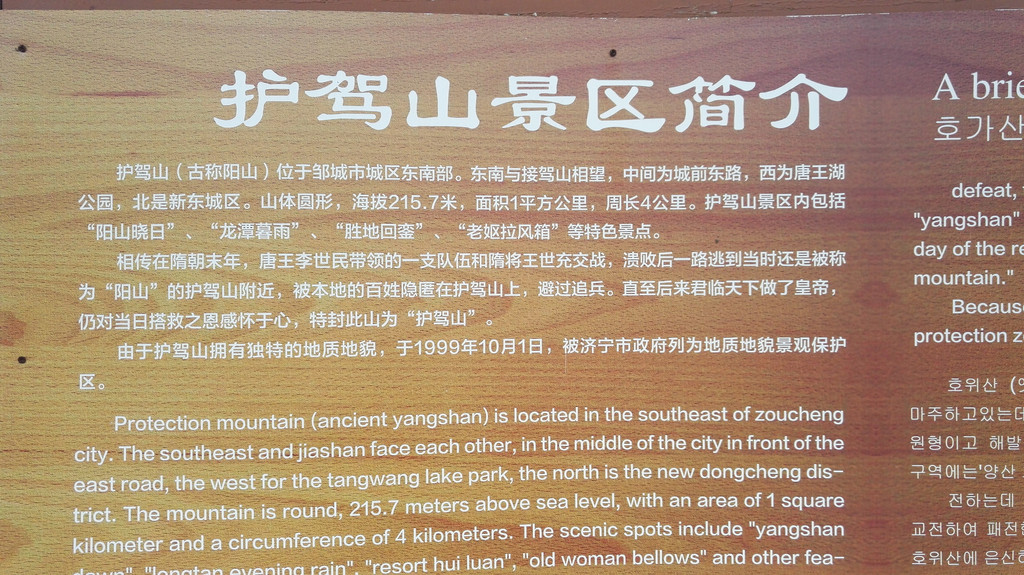 护驾山景区简介
护驾山（古称阳山）位于邹城市城区东南部。东南与接驾山相望，中间为城前东路，西为唐王湖
公园，北是新东城区。山体圆形，海拔215.7米，面积1平方公里，周长4公里。护驾山景区内包括
“阳山晓日”、“龙潭暮雨”、“胜地回銮”、“老妪拉风箱”等特色景点。
相传在隋朝末年，唐王李世民带领的一支队伍和隋将王世充交战，溃败后一路逃到当时还是被称
为“阳山”的护驾山附近，被本地的百姓隐匿在护驾山上，避过追兵。直至后来君临天下做了皇帝，
仍对当日搭救之恩感怀于心，特封此山为“护驾山”。
由于护驾山拥有独特的地质地貌，于1999年10月1日，被济宁市政府列为地质地貌景观保护
区。
Protection mountain (ancient yangshan) is located in the southeast of zoucheng
city. The southeast and jiashan face each other, in the middle of the city in front of the
east road, the west for the tangwang lake park, the north is the new dongcheng dis-
trict. The mountain is round, 215.7 meters above sea level, with an area of 1 square
kilometer and a circumference of 4 kilometers. The scenic spots include "yangshan
dawn", "longtan evening rain", "resort hui luan", "old woman bellows" and other fea-
A brie
호가산
defeat,
"yangshan"
day of the re
mountain."
Becaus
protection z
호위산 (옛
마주하고있는데
원형이고 해발
구역에는'양산
전하는데
교전하여 패전한
호위산에 은신하